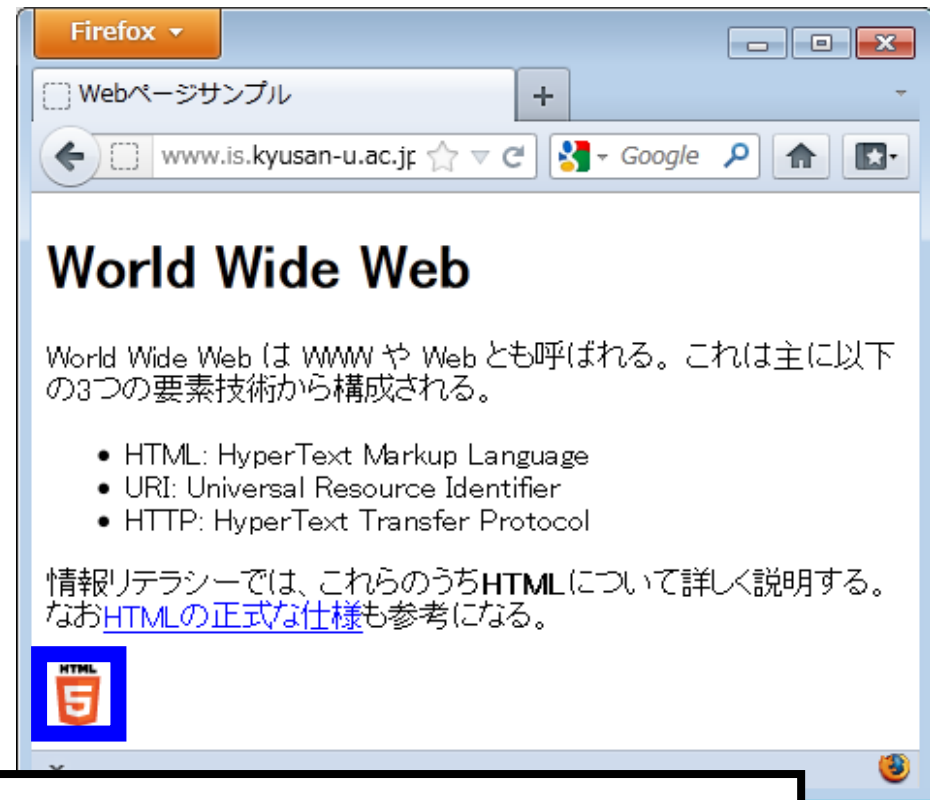 Firefox
Webページサンプル
www.is.kyusan-u.ac.jp
Google
World Wide Web
World Wide Web は WWW や Web とも呼ばれる。これは主に以下
の3つの要素技術から構成される。
HTML: HyperText Markup Language
URI: Universal Resource Identifier
HTTP: HyperText Transfer Protocol
情報リテラシーでは、これらのうちHTMLについて詳しく説明する。
なおHTMLの正式な仕様も参考になる。
HTML
5